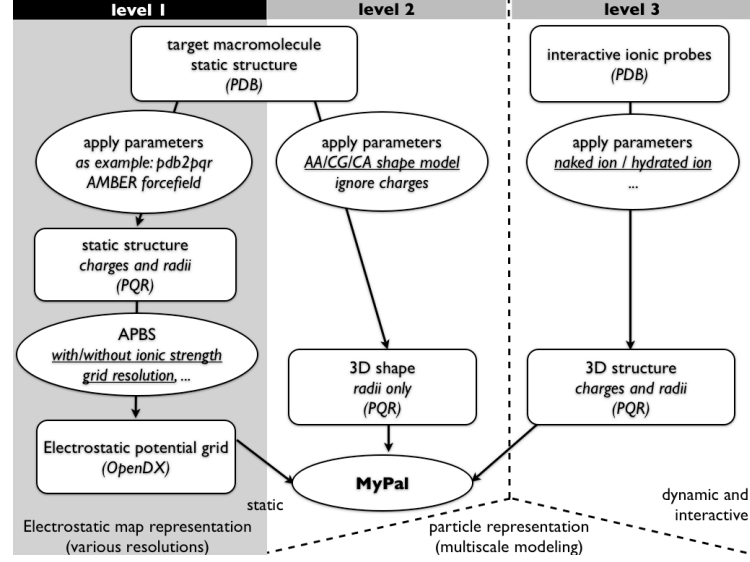 level 1
level 2
level 3
target macromolecule
static structure
(PDB)
interactive ionic probes
(PDB)
apply parameters
as example: pdb2pqr
AMBER forcefield
apply parameters
AA/CG/CA shape model
ignore charges
apply parameters
naked ion / hydrated ion
...
static structure
charges and radii
(PQR)
APBS
with/without ionic strength
grid resolution, ...
3D shape
radii only
(PQR)
3D structure
charges and radii
(PQR)
Electrostatic potential grid
(OpenDX)
MyPal
static
dynamic and
interactive
Electrostatic map representation
(various resolutions)
particle representation
(multiscale modeling)